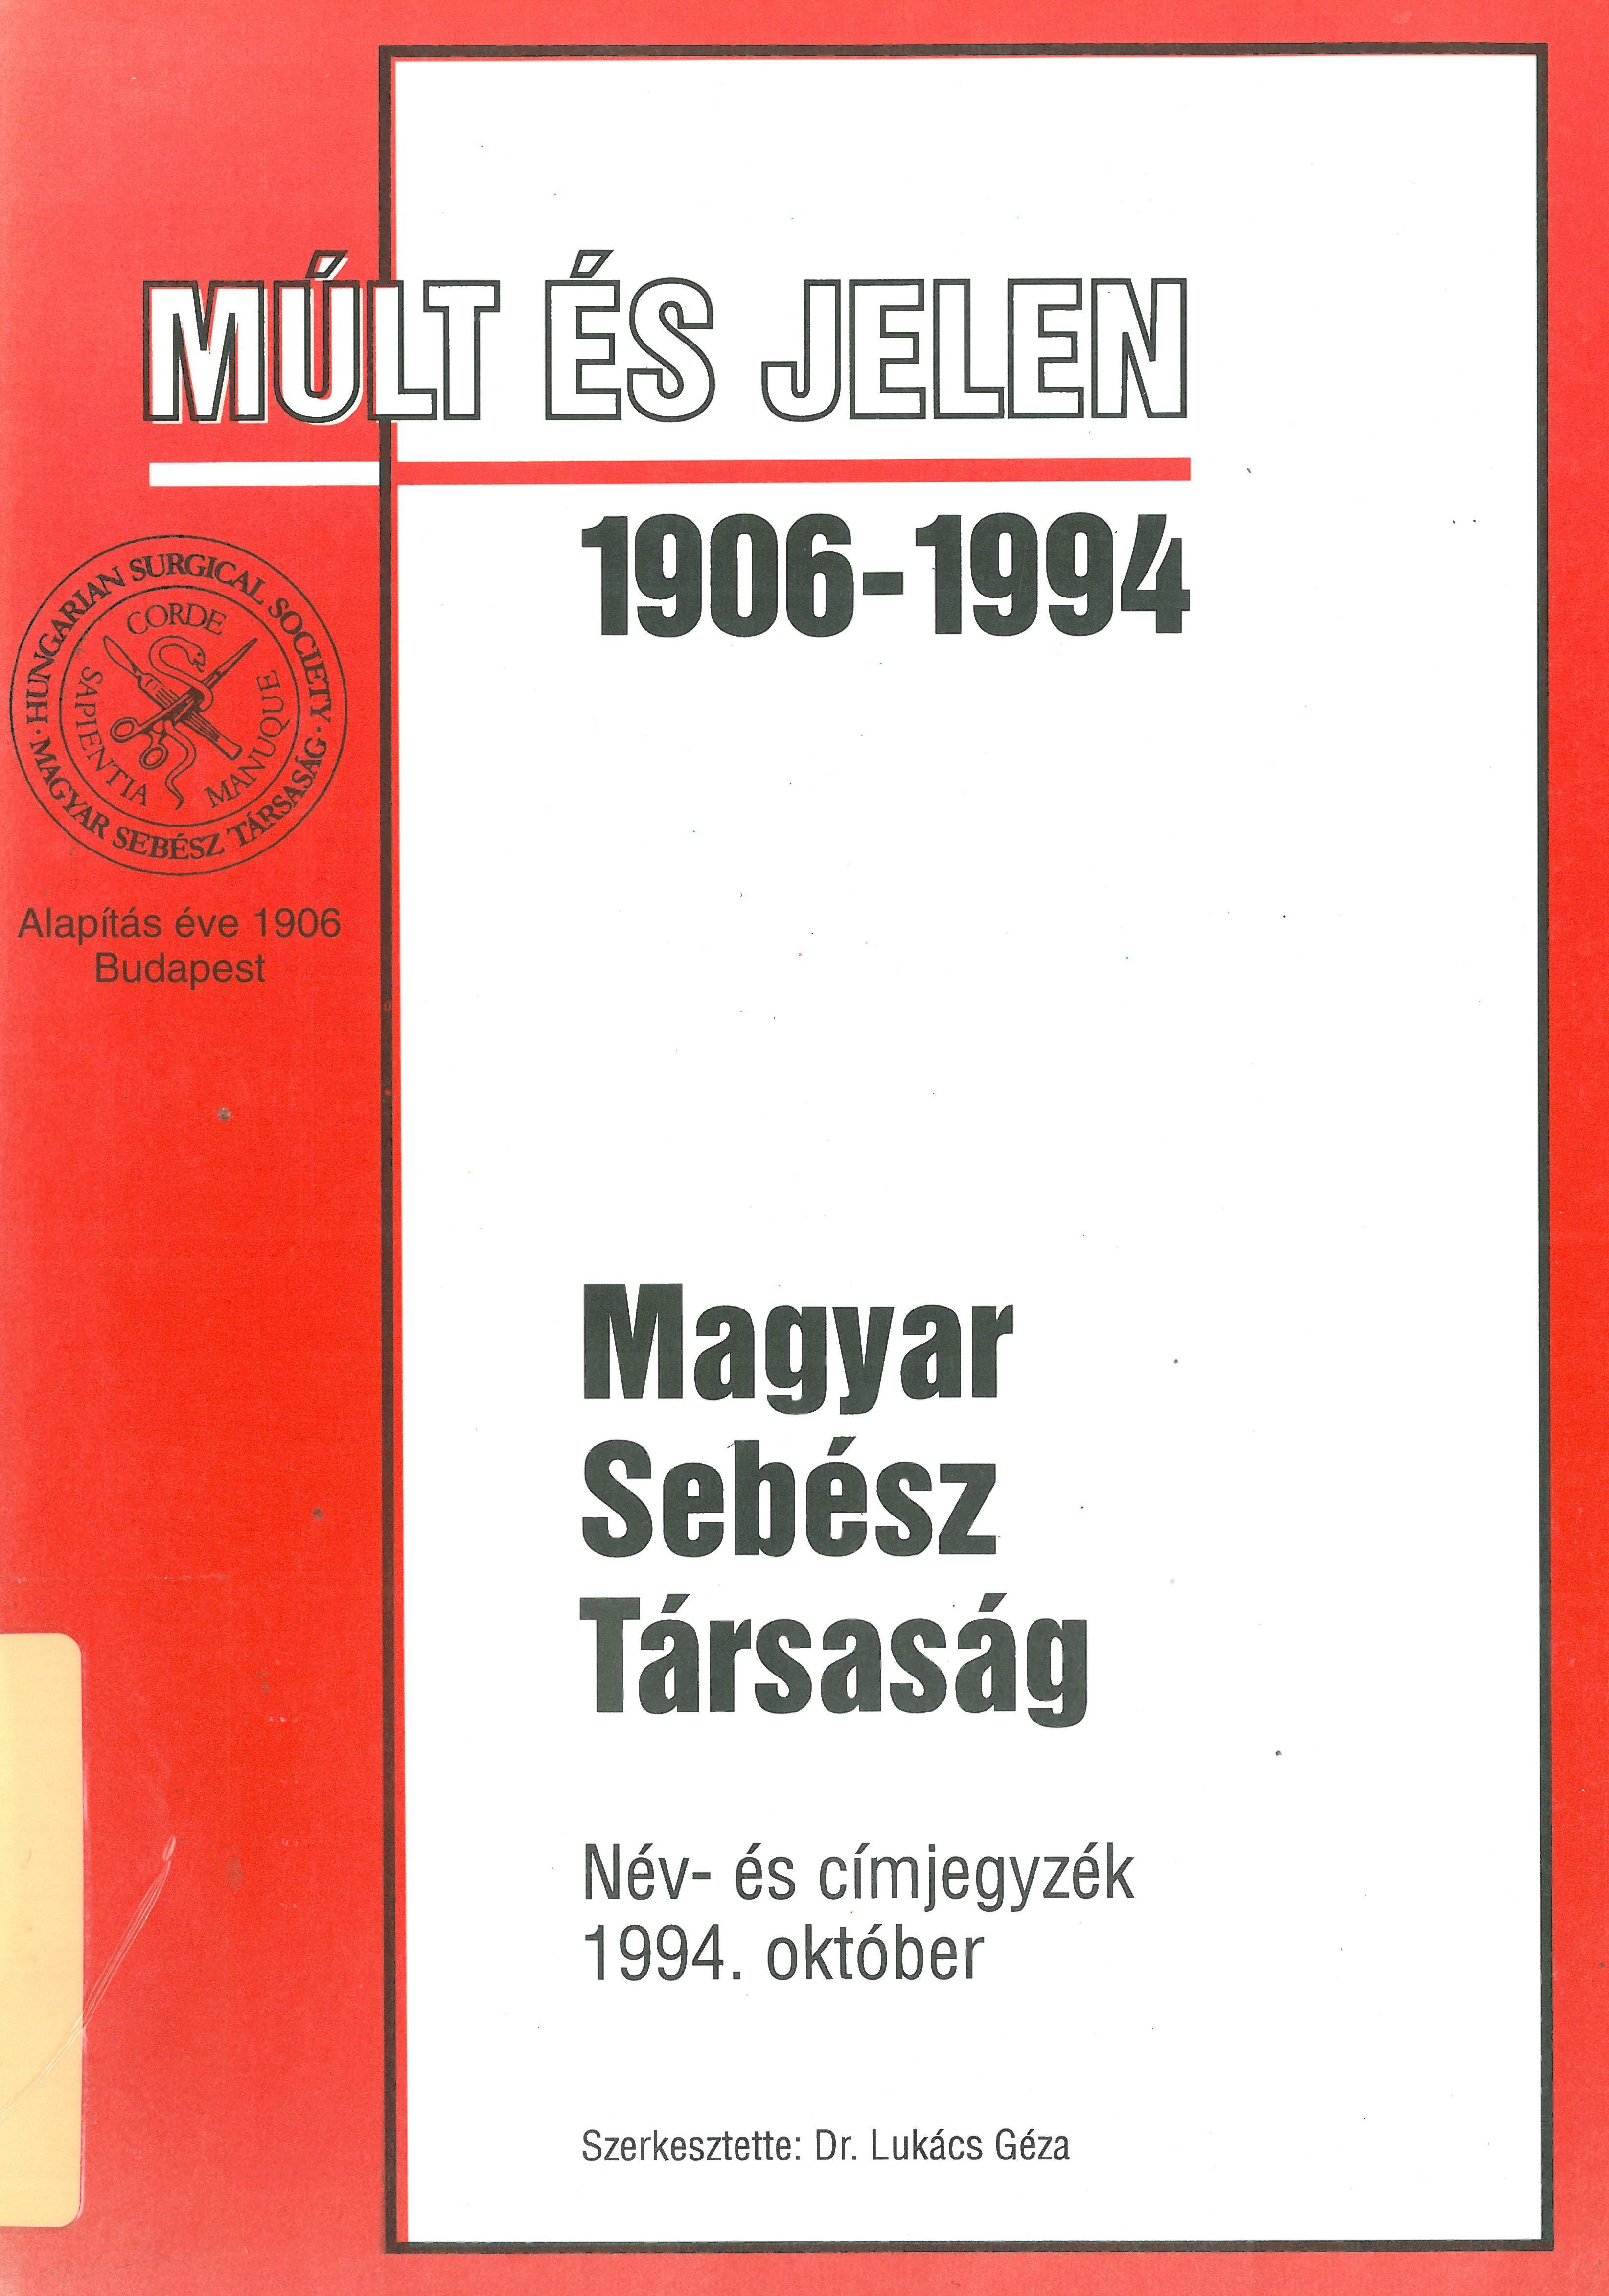 MÚLT ÉS JELEN
1906-1994
HUNGARIAN SURGICAL SOCIETY
CORDE
SAPIENTIA
MANUQUE
· MAGYAR SEBÉSZ TÁRSASÁG ·
Alapítás éve 1906
Budapest
Magyar
Sebész
Társaság
Név- és címjegyzék
1994. október
Szerkesztette: Dr. Lukács Géza